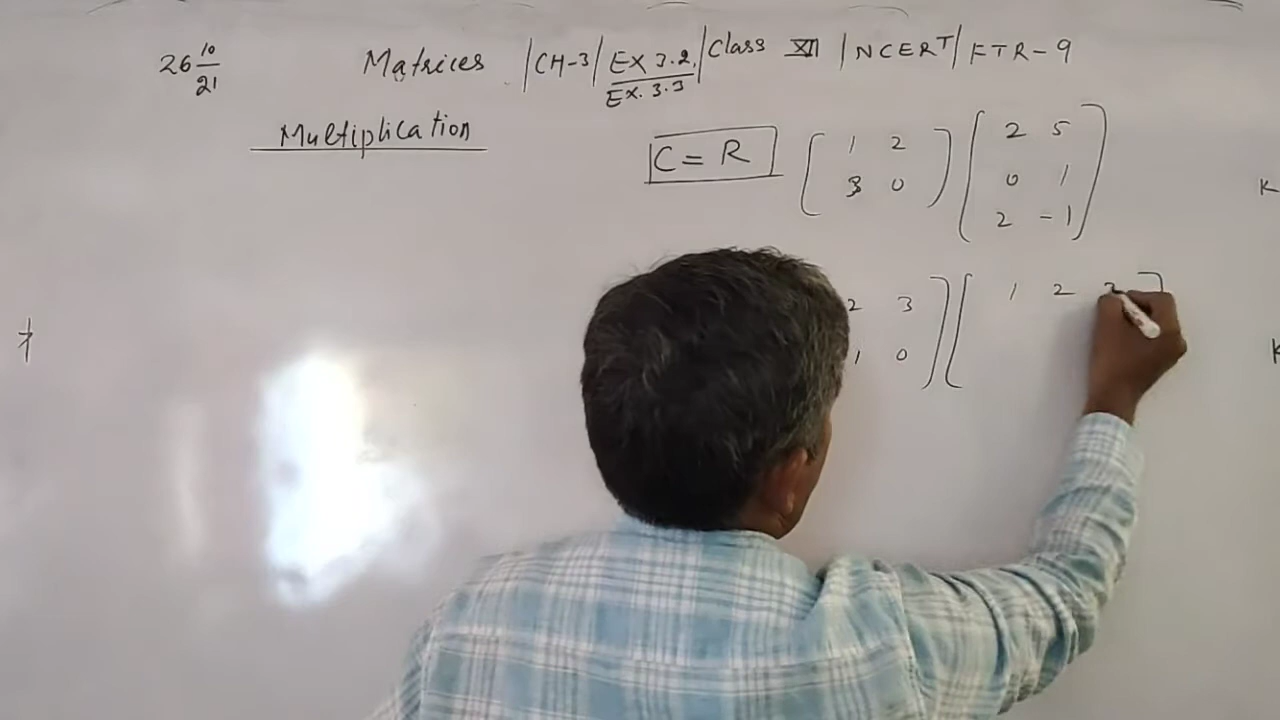 26 10/21 Matrices /CH-3/ Ex 3.2, /Class XII /NCERT/ FTR-9
Ex. 3.3
Multiplication
C = R
1 2
3 0
2 5
0 1
2 -1
K
2 3
1 0
1 2 3
K